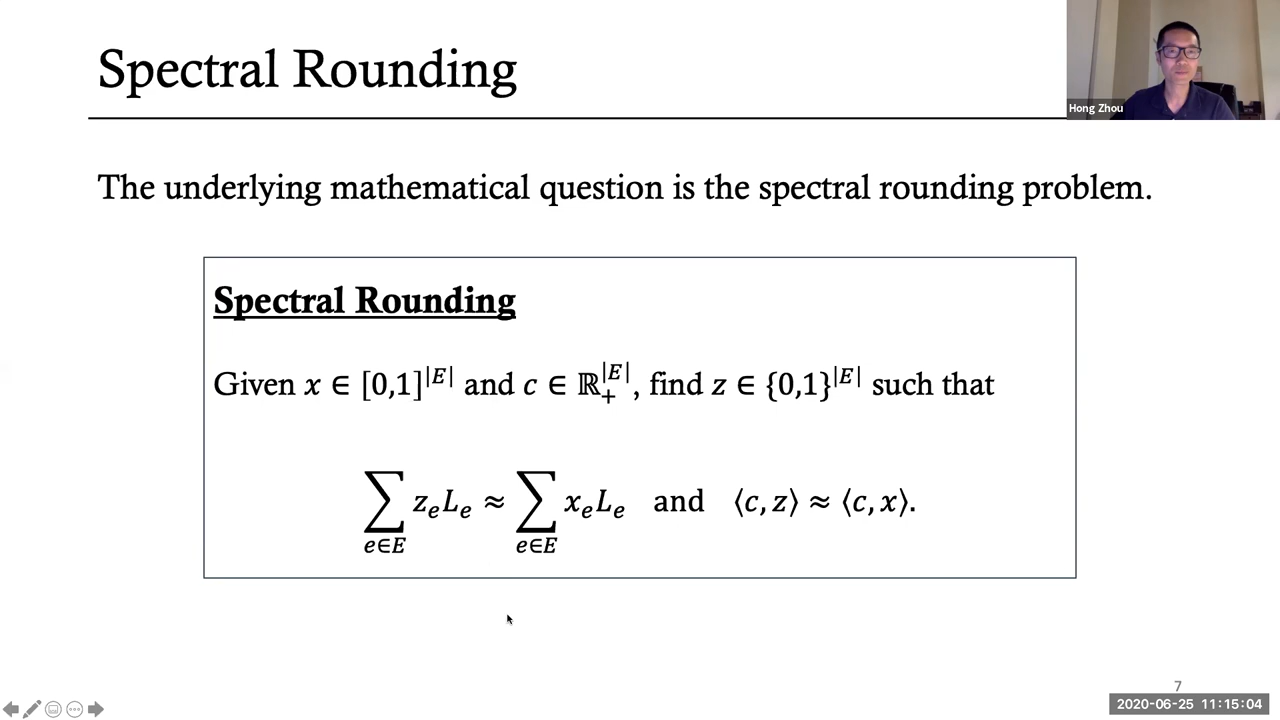 Spectral Rounding
Hong Zhou
The underlying mathematical question is the spectral rounding problem.
Spectral Rounding
Given x ∈ [0,1]^{|E|} and c ∈ ℝ_+^{|E|}, find z ∈ {0,1}^{|E|} such that
∑_{e∈E} z_e L_e ≈ ∑_{e∈E} x_e L_e and ⟨c, z⟩ ≈ ⟨c, x⟩.
7
2020-06-25 11:15:04